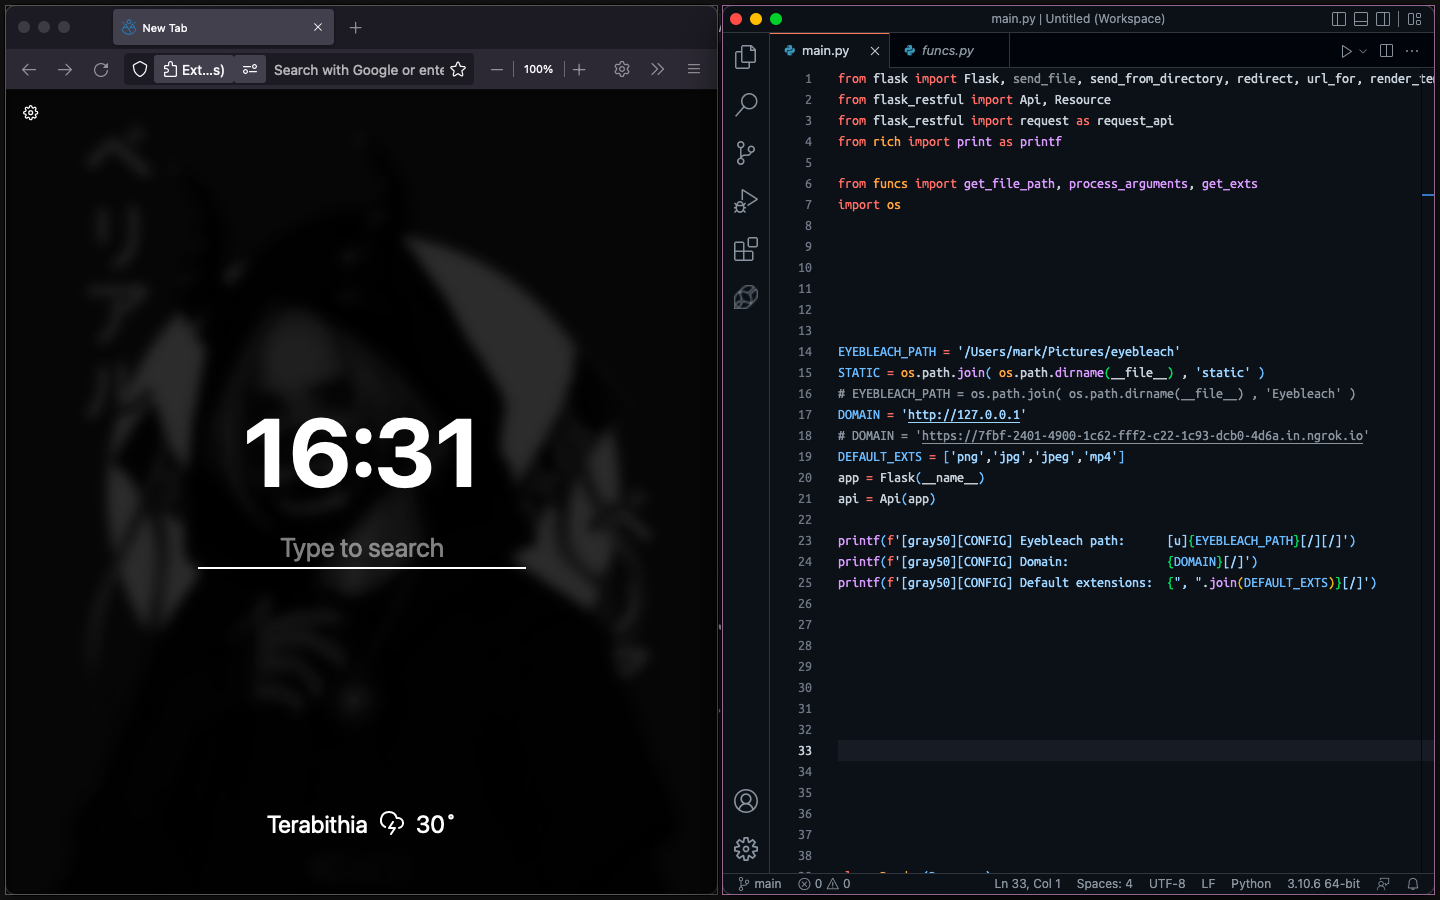 New Tab
Ext...s)
Search with Google or ente
100%
ベリアル
16:31
Type to search
Terabithia 30°
main.py | Untitled (Workspace)
main.py
funcs.py
1 from flask import Flask, send_file, send_from_directory, redirect, url_for, render_tem
2 from flask_restful import Api, Resource
3 from flask_restful import request as request_api
4 from rich import print as printf
5
6 from funcs import get_file_path, process_arguments, get_exts
7 import os
8
9
10
11
12
13
14 EYEBLEACH_PATH = '/Users/mark/Pictures/eyebleach'
15 STATIC = os.path.join( os.path.dirname(__file__) , 'static' )
16 # EYEBLEACH_PATH = os.path.join( os.path.dirname(__file__) , 'Eyebleach' )
17 DOMAIN = 'http://127.0.0.1'
18 # DOMAIN = 'https://7fbf-2401-4900-1c62-fff2-c22-1c93-dcb0-4d6a.in.ngrok.io'
19 DEFAULT_EXTS = ['png','jpg','jpeg','mp4']
20 app = Flask(__name__)
21 api = Api(app)
22
23 printf(f'[gray50][CONFIG] Eyebleach path: [u]{EYEBLEACH_PATH}[/][/]')
24 printf(f'[gray50][CONFIG] Domain: {DOMAIN}[/]')
25 printf(f'[gray50][CONFIG] Default extensions: {", ".join(DEFAULT_EXTS)}[/]')
26
27
28
29
30
31
32
33
34
35
36
37
38
main
0 0
Ln 33, Col 1
Spaces: 4
UTF-8
LF
Python
3.10.6 64-bit